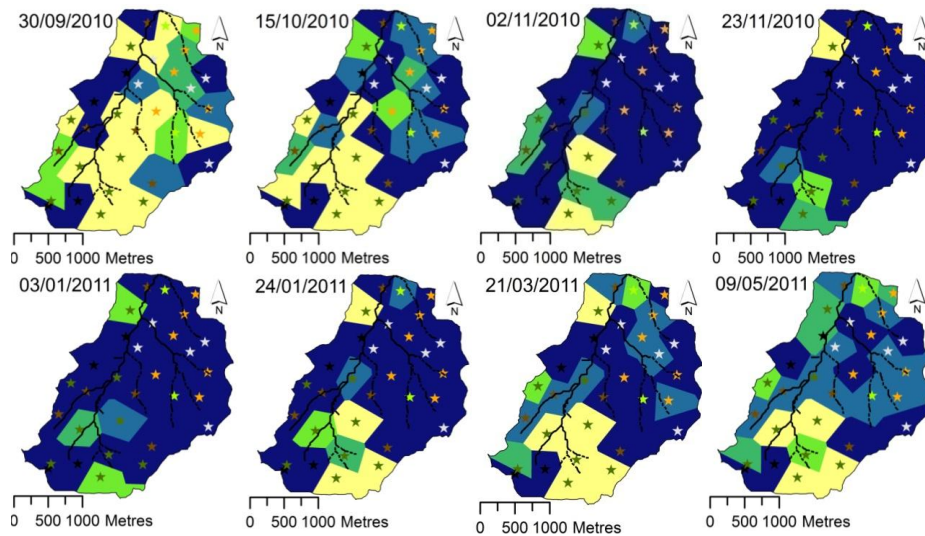 30/09/2010
N
0 500 1000 Metres
15/10/2010
N
0 500 1000 Metres
02/11/2010
N
0 500 1000 Metres
23/11/2010
N
0 500 1000 Metres
03/01/2011
N
0 500 1000 Metres
24/01/2011
N
0 500 1000 Metres
21/03/2011
N
0 500 1000 Metres
09/05/2011
N
0 500 1000 Metres